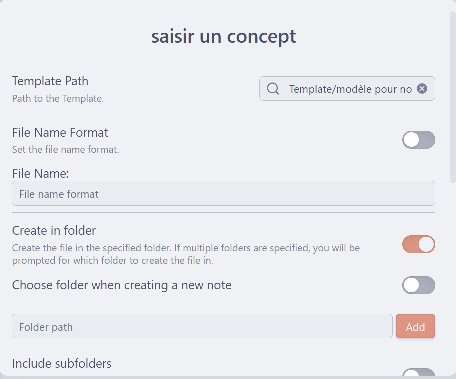 saisir un concept
Template Path
Path to the Template.
Template/modèle pour no
File Name Format
Set the file name format.
File Name:
File name format
Create in folder
Create the file in the specified folder. If multiple folders are specified, you will be
prompted for which folder to create the file in.
Choose folder when creating a new note
Folder path
Add
Include subfolders